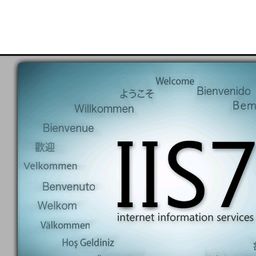 Welcome
ようこそ
Bienvenido
Willkommen
Bem
Bienvenue
歡迎
Velkommen
IIS7
Benvenuto
Welkom
internet information services
Välkommen
Hoş Geldiniz